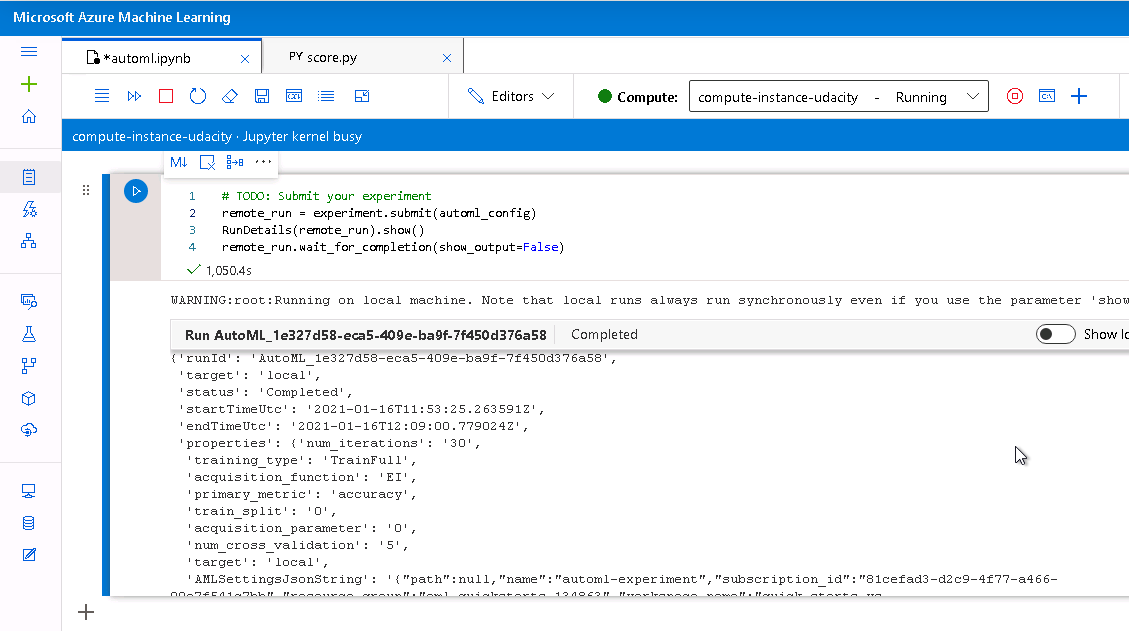 Microsoft Azure Machine Learning
*automl.ipynb
PY score.py
Editors
Compute:
compute-instance-udacity - Running
compute-instance-udacity · Jupyter kernel busy
M↓
1 # TODO: Submit your experiment
2 remote_run = experiment.submit(automl_config)
3 RunDetails(remote_run).show()
4 remote_run.wait_for_completion(show_output=False)
1,050.4s
WARNING:root:Running on local machine. Note that local runs always run synchronously even if you use the parameter 'show
Run AutoML_1e327d58-eca5-409e-ba9f-7f450d376a58 Completed
Show lo
{'runId': 'AutoML_1e327d58-eca5-409e-ba9f-7f450d376a58',
'target': 'local',
'status': 'Completed',
'startTimeUtc': '2021-01-16T11:53:25.263591Z',
'endTimeUtc': '2021-01-16T12:09:00.779024Z',
'properties': {'num_iterations': '30',
'training_type': 'TrainFull',
'acquisition_function': 'EI',
'primary_metric': 'accuracy',
'train_split': '0',
'acquisition_parameter': '0',
'num_cross_validation': '5',
'target': 'local',
'AMLSettingsJsonString': '{"path":null,"name":"automl-experiment","subscription_id":"81cefad3-d2c9-4f77-a466-